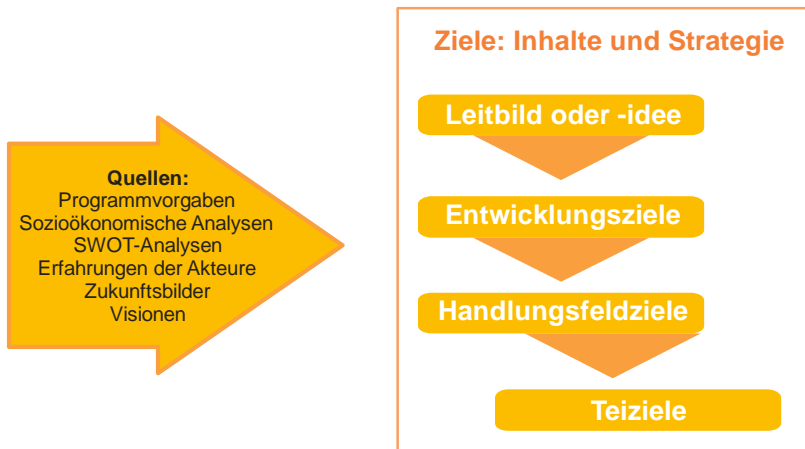 Quellen:
Programmvorgaben
Sozioökonomische Analysen
SWOT-Analysen
Erfahrungen der Akteure
Zukunftsbilder
Visionen
Ziele: Inhalte und Strategie
Leitbild oder -idee
Entwicklungsziele
Handlungsfeldziele
Teiziele